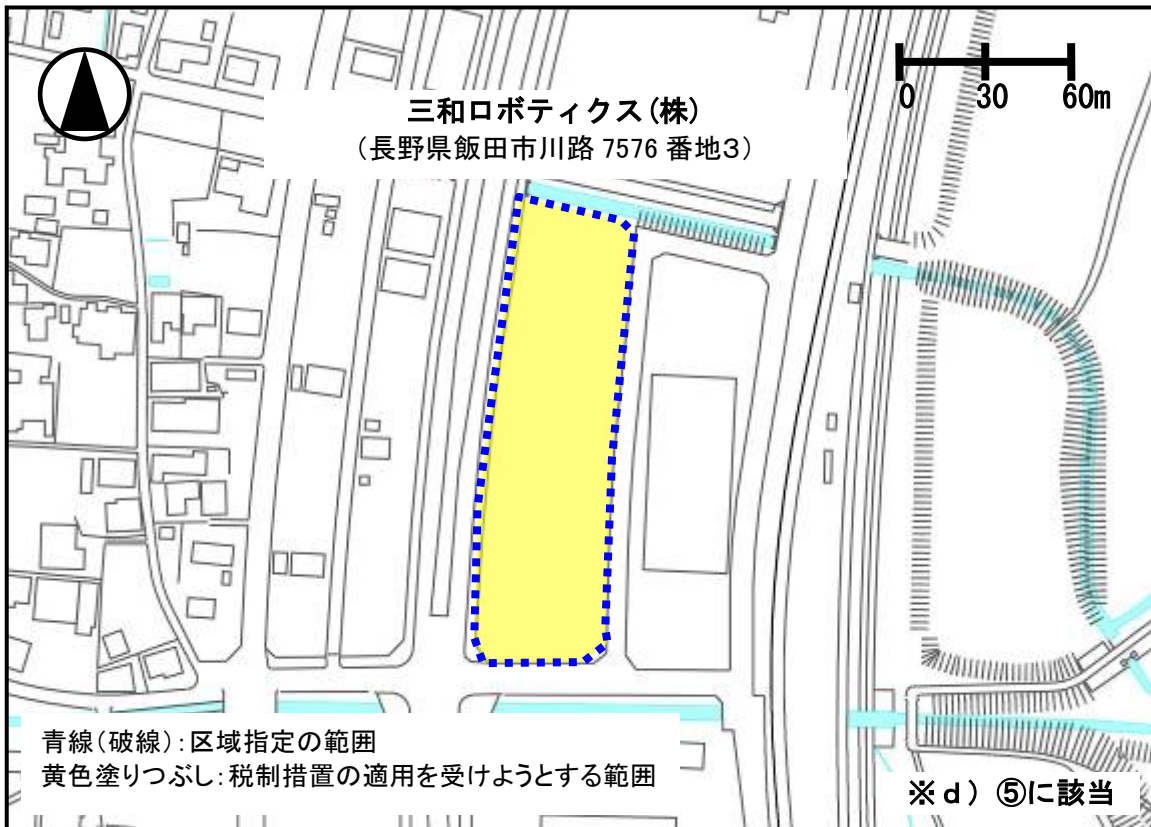 三和ロボティクス(株)
(長野県飯田市川路 7576 番地3)
0 30 60m
青線(破線):区域指定の範囲
黄色塗りつぶし:税制措置の適用を受けようとする範囲
※d) ⑤に該当